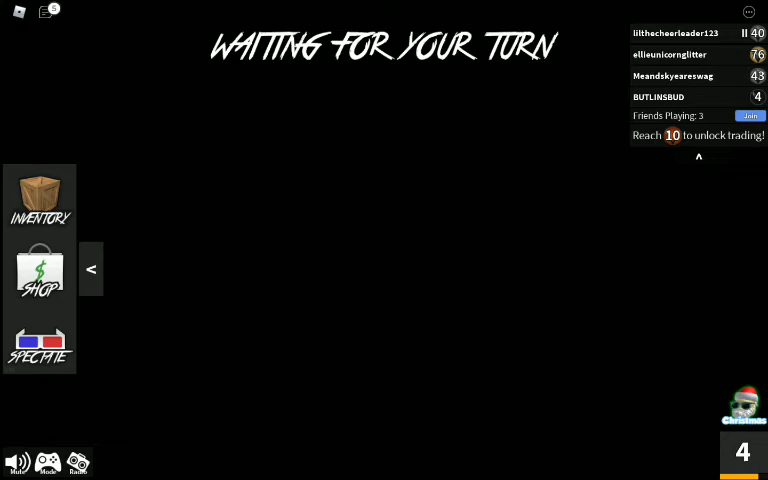 5
WAITING FOR YOUR TURN
lilthecheerleader123 40
ellieunicornglitter 76
Meandskyeareswag 43
BUTLINSBUD 4
Friends Playing: 3 Join
Reach 10 to unlock trading!
^
INVENTORY
<
$
SHOP
SPECTATE
Christmas
4
Mute Mode Radio